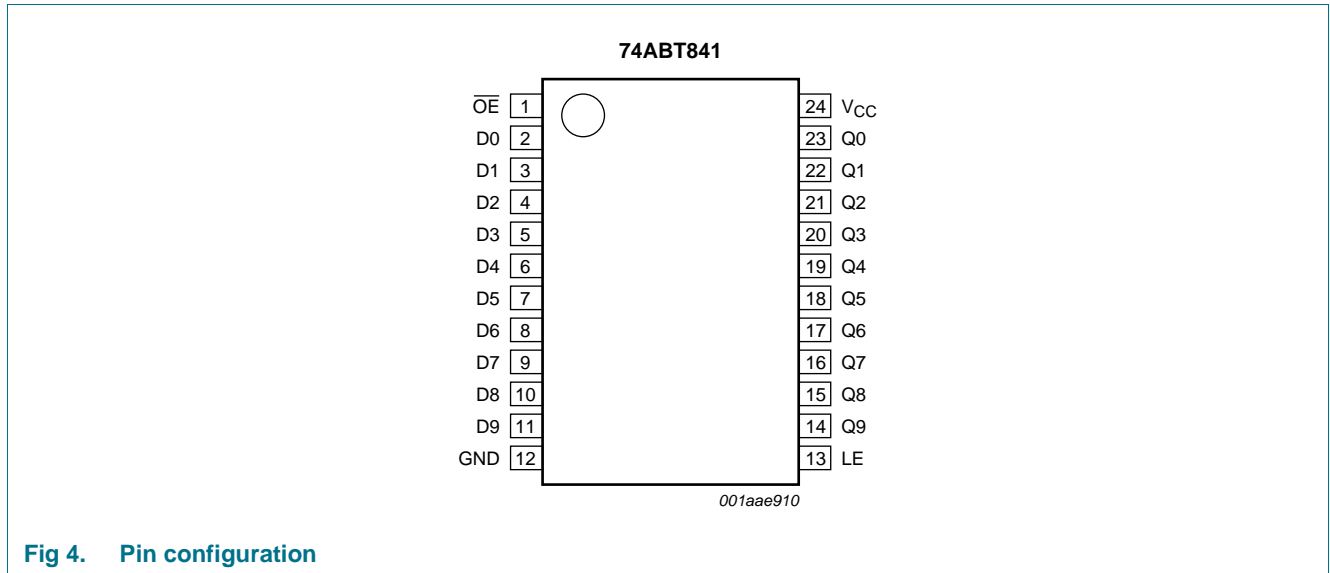 74ABT841
OE 1 24 VCC
D0 2 23 Q0
D1 3 22 Q1
D2 4 21 Q2
D3 5 20 Q3
D4 6 19 Q4
D5 7 18 Q5
D6 8 17 Q6
D7 9 16 Q7
D8 10 15 Q8
D9 11 14 Q9
GND 12 13 LE
001aae910
Fig 4. Pin configuration